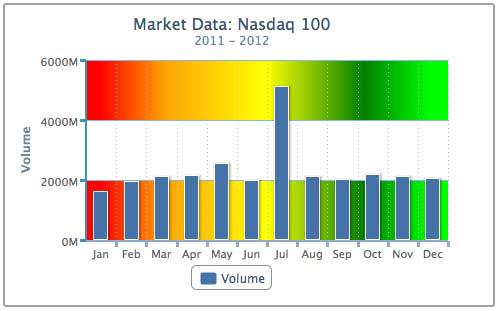 Market Data: Nasdaq 100
2011 - 2012
6000M
4000M
2000M
0M
Volume
Jan Feb Mar Apr May Jun Jul Aug Sep Oct Nov Dec
Volume